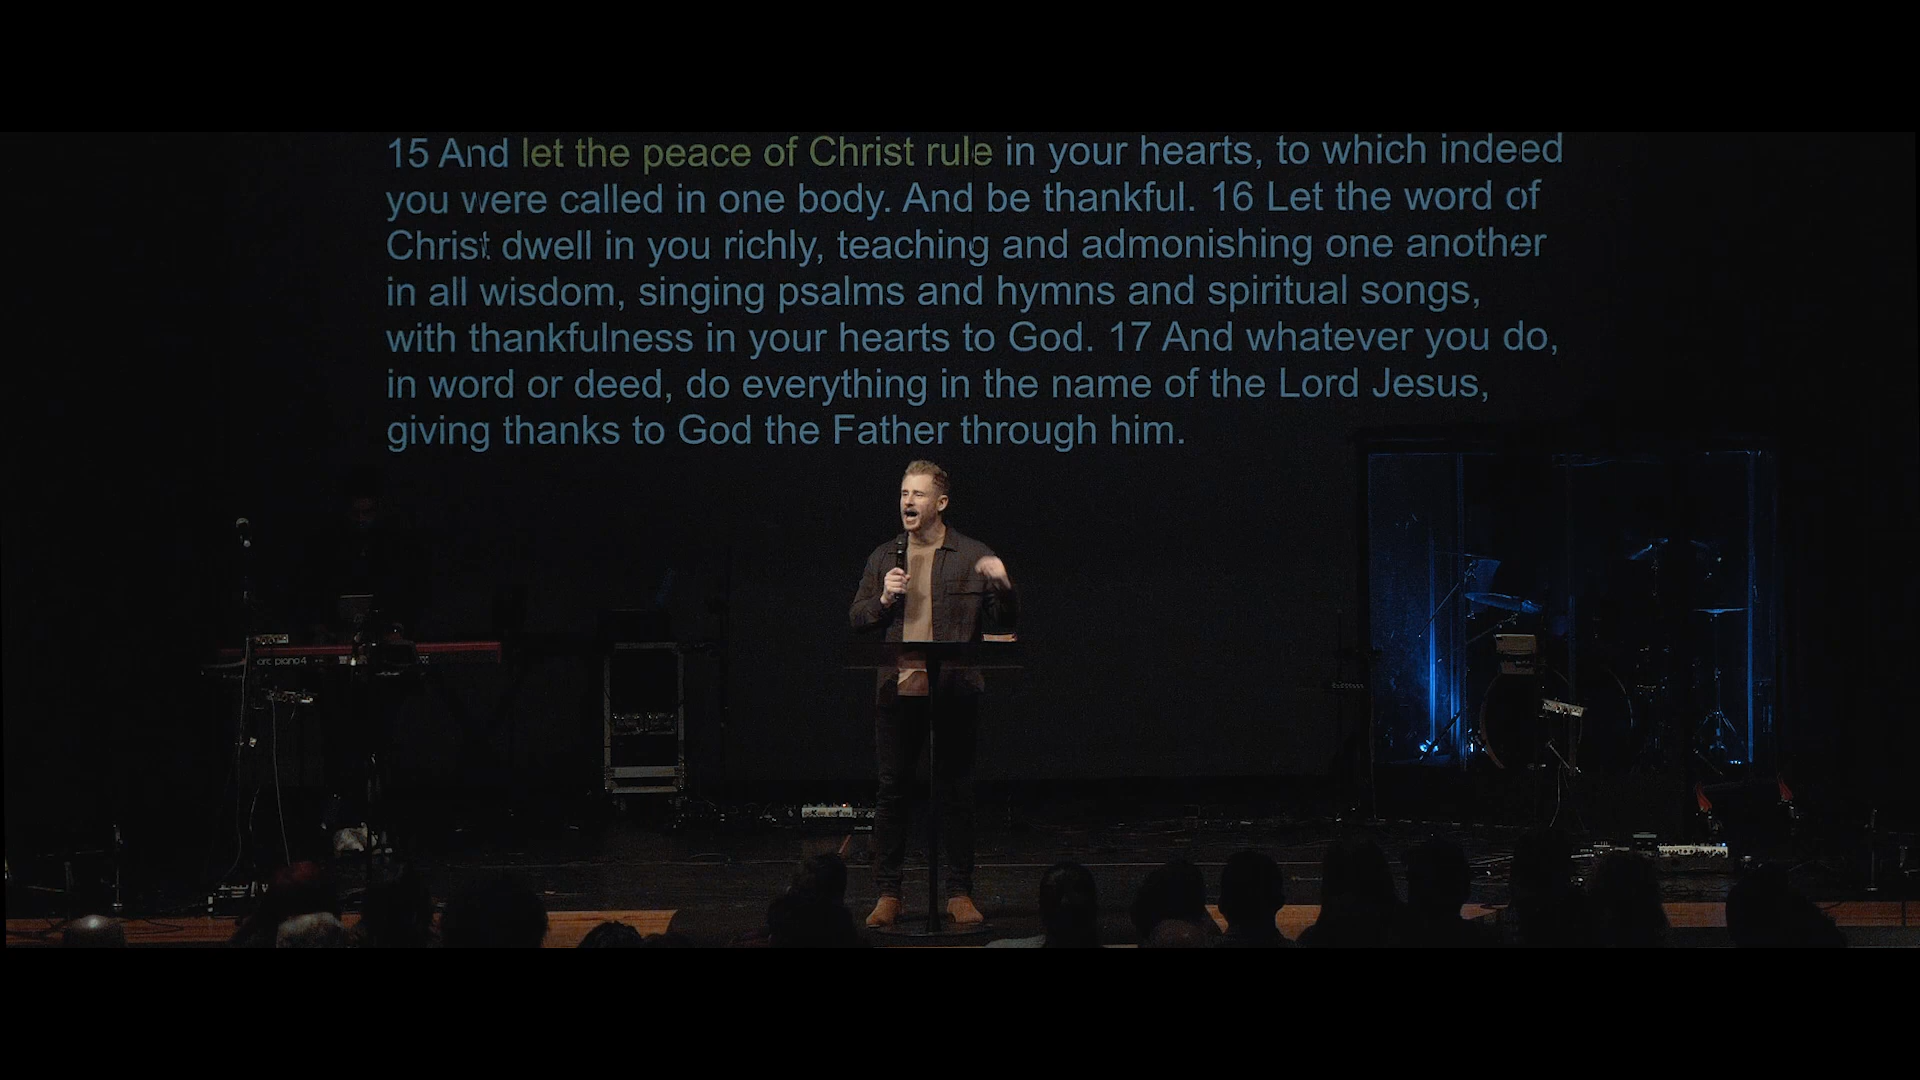 15 And let the peace of Christ rule in your hearts, to which indeed
you were called in one body. And be thankful. 16 Let the word of
Christ dwell in you richly, teaching and admonishing one another
in all wisdom, singing psalms and hymns and spiritual songs,
with thankfulness in your hearts to God. 17 And whatever you do,
in word or deed, do everything in the name of the Lord Jesus,
giving thanks to God the Father through him.
piano 4